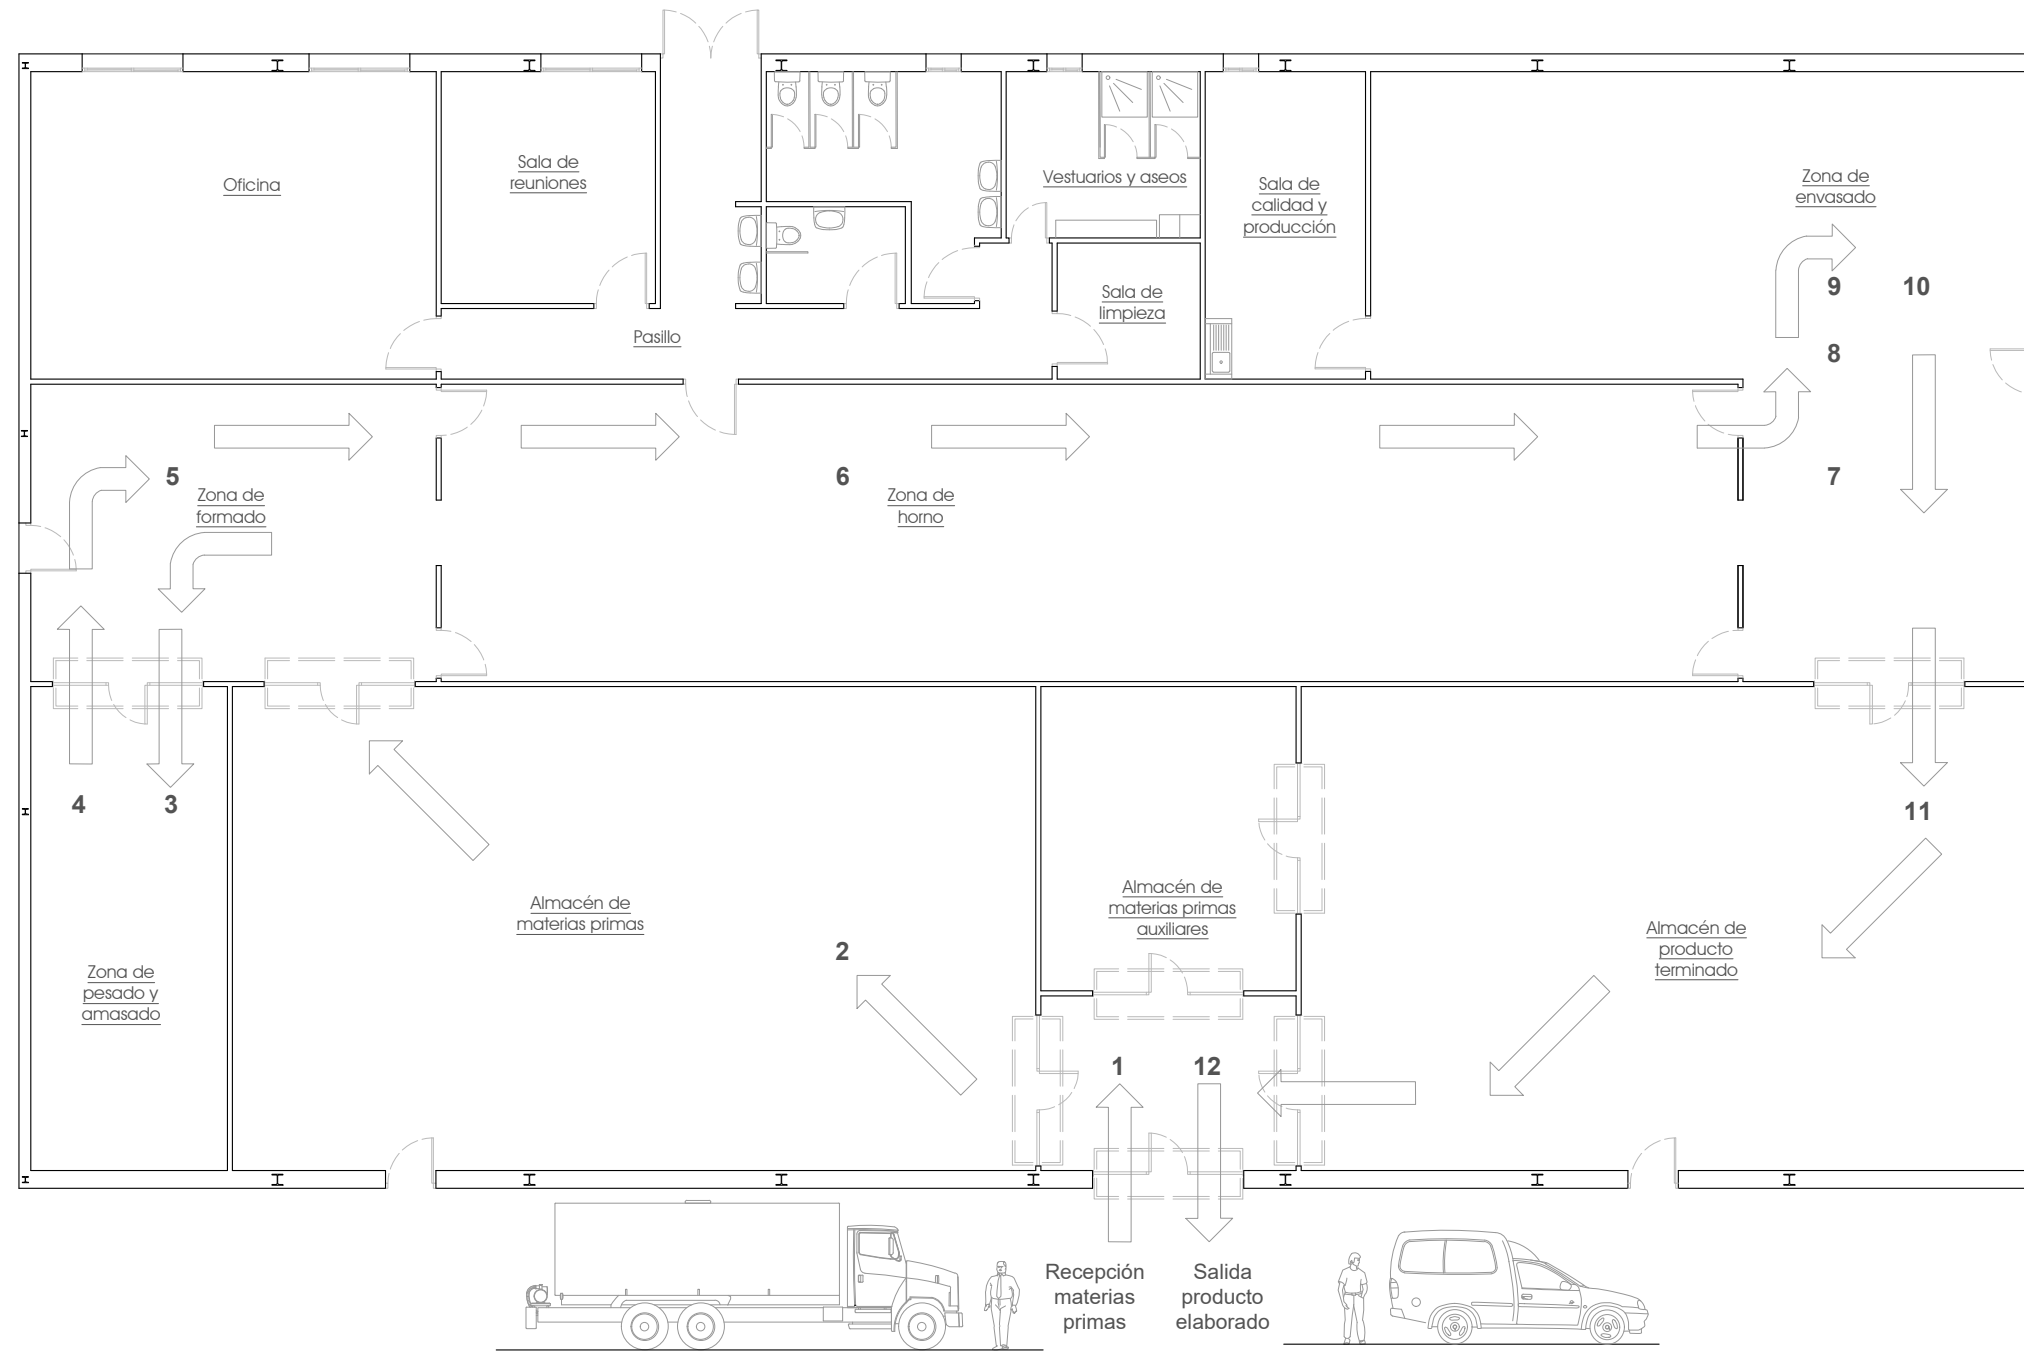 Oficina
Sala de
reuniones
Vestuarios y aseos
Sala de
calidad y
producción
Zona de
envasado
Sala de
limpieza
Pasillo
9
10
8
5
Zona de
formado
6
Zona de
horno
7
4
3
11
Almacén de
materias primas
2
Almacén de
materias primas
auxiliares
Almacén de
producto
terminado
Zona de
pesado y
amasado
1
12
Recepción
materias
primas
Salida
producto
elaborado